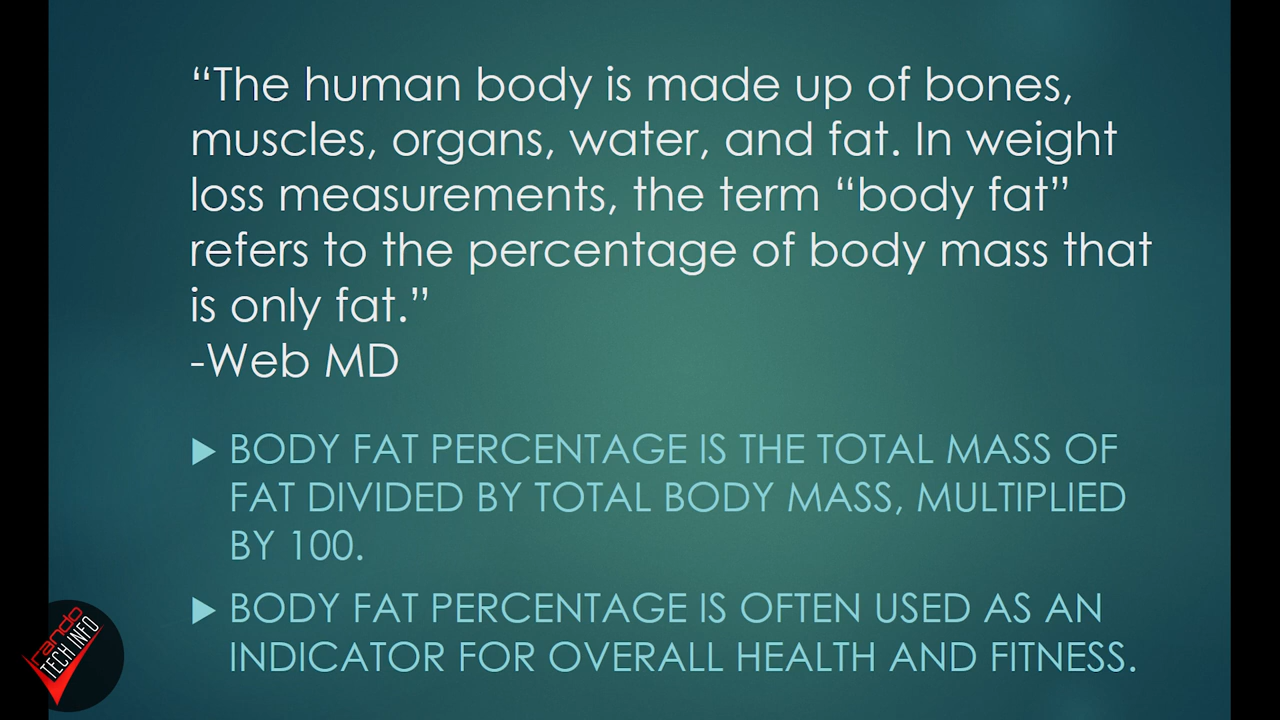 “The human body is made up of bones,
muscles, organs, water, and fat. In weight
loss measurements, the term “body fat”
refers to the percentage of body mass that
is only fat.”
-Web MD
BODY FAT PERCENTAGE IS THE TOTAL MASS OF
FAT DIVIDED BY TOTAL BODY MASS, MULTIPLIED
BY 100.
BODY FAT PERCENTAGE IS OFTEN USED AS AN
INDICATOR FOR OVERALL HEALTH AND FITNESS.
rando
TECH INFO